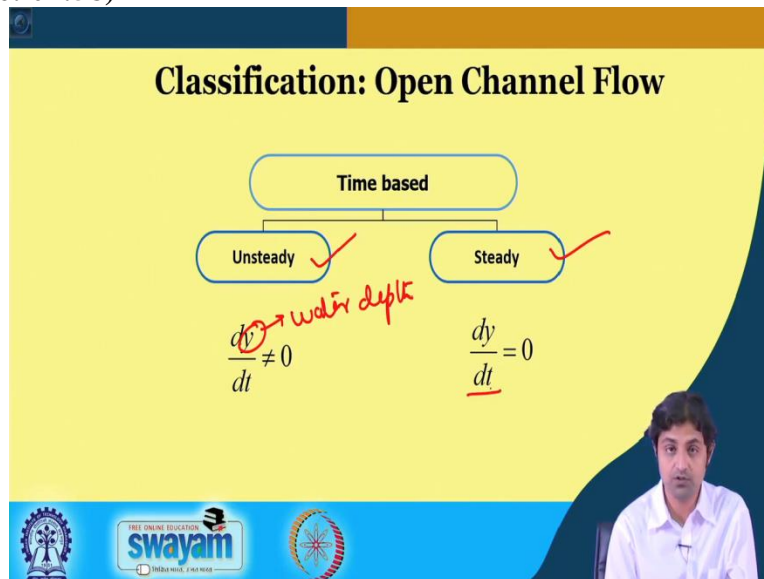 Classification: Open Channel Flow
Time based
Unsteady
Steady
water depth
dy/dt ≠ 0
dy/dt = 0
FREE ONLINE EDUCATION
swayam